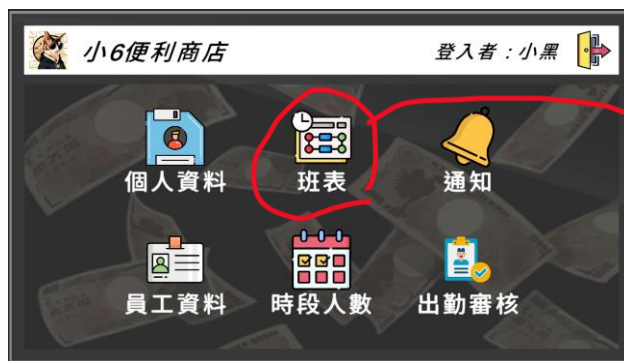 小6便利商店 登入者：小黑
個人資料 班表 通知
員工資料 時段人數 出勤審核